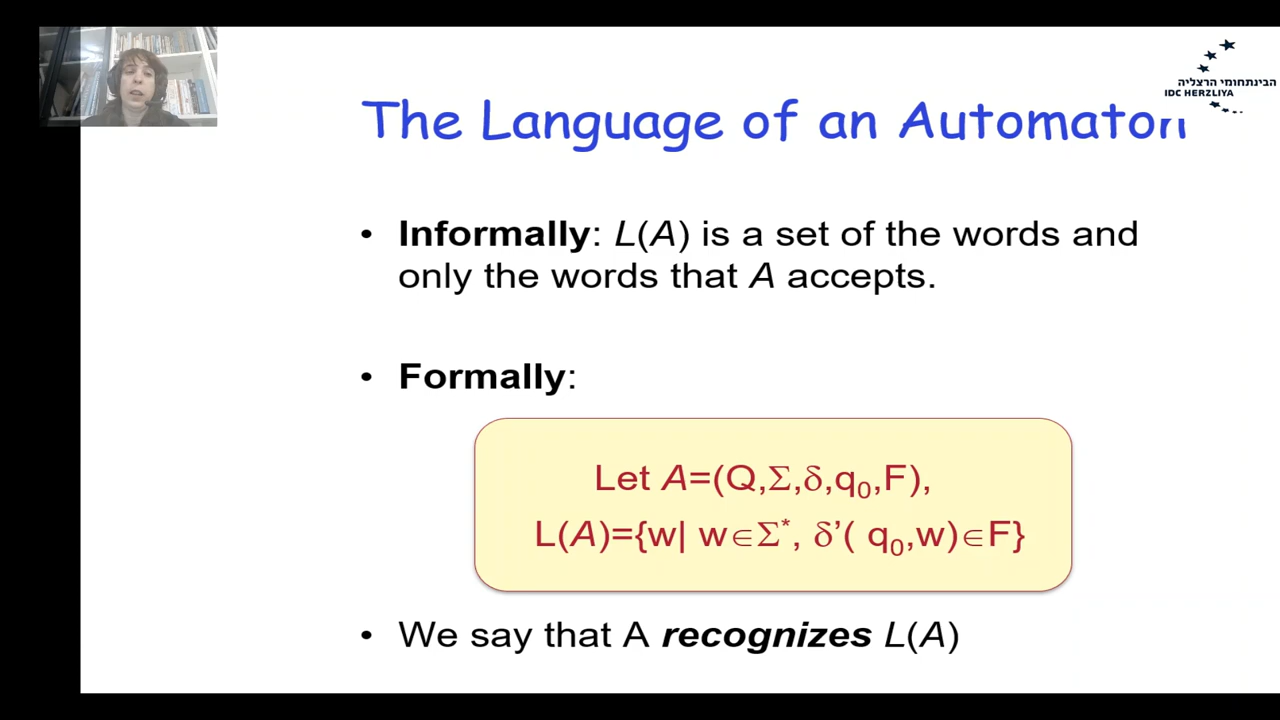 הבינתחומי הרצליה
IDC HERZLIYA
The Language of an Automaton
• Informally: L(A) is a set of the words and
only the words that A accepts.
• Formally:
Let A=(Q,Σ,δ,q₀,F),
L(A)={w| w∈Σ*, δ’( q₀,w)∈F}
• We say that A recognizes L(A)